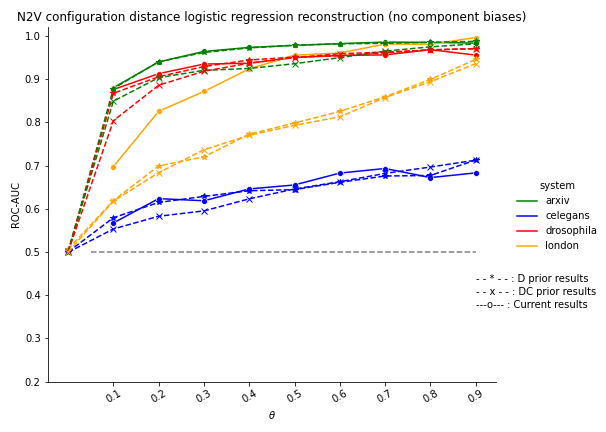 N2V configuration distance logistic regression reconstruction (no component biases)
1.0
0.9
0.8
0.7
0.6
0.5
0.4
0.3
0.2
ROC-AUC
0.1
0.2
0.3
0.4
0.5
0.6
0.7
0.8
0.9
θ
system
arxiv
celegans
drosophila
london
- - * - - : D prior results
- - x - - : DC prior results
---o--- : Current results